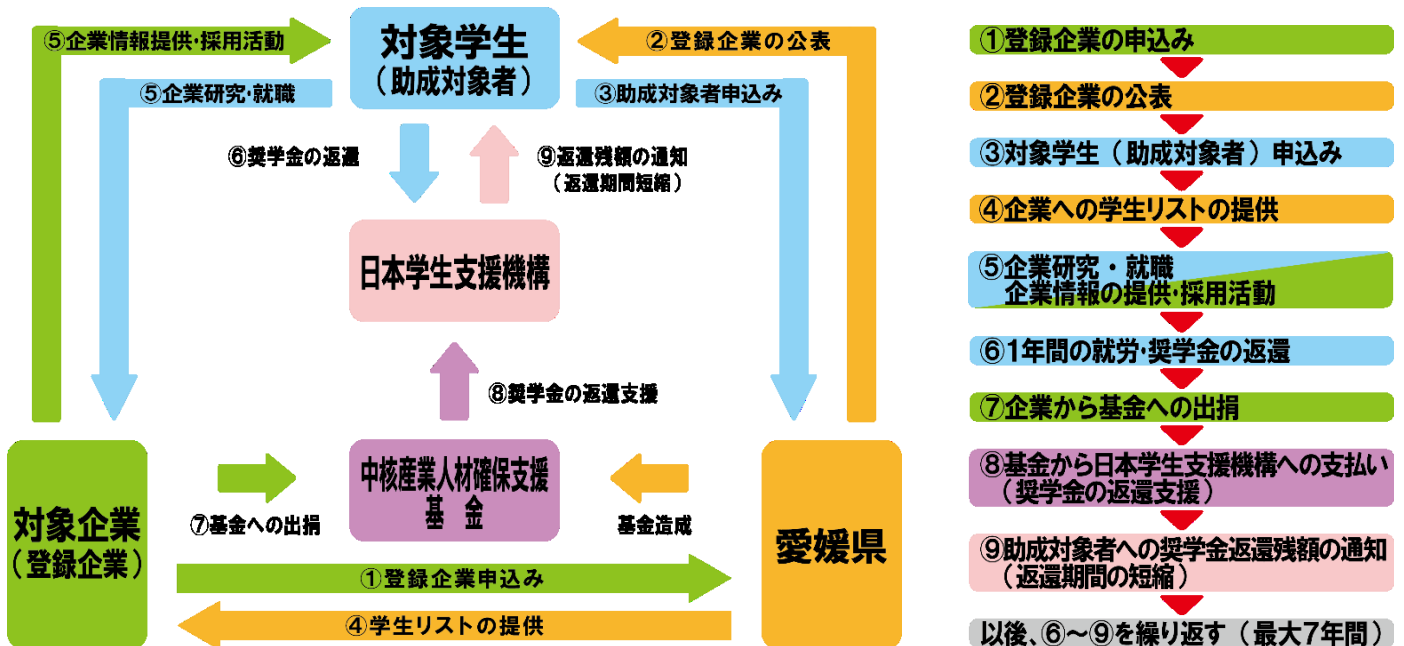 ⑤企業情報提供・採用活動
対象学生
（助成対象者）
②登録企業の公表
⑤企業研究・就職
③助成対象者申込み
⑥奨学金の返還
⑨返還残額の通知
（返還期間短縮）
日本学生支援機構
⑧奨学金の返還支援
対象企業
（登録企業）
⑦基金への出捐
中核産業人材確保支援
基　金
基金造成
愛媛県
①登録企業申込み
④学生リストの提供
①登録企業の申込み
②登録企業の公表
③対象学生（助成対象者）申込み
④企業への学生リストの提供
⑤企業研究・就職
企業情報の提供・採用活動
⑥1年間の就労・奨学金の返還
⑦企業から基金への出捐
⑧基金から日本学生支援機構への支払い
（奨学金の返還支援）
⑨助成対象者への奨学金返還残額の通知
（返還期間の短縮）
以後、⑥～⑨を繰り返す（最大7年間）